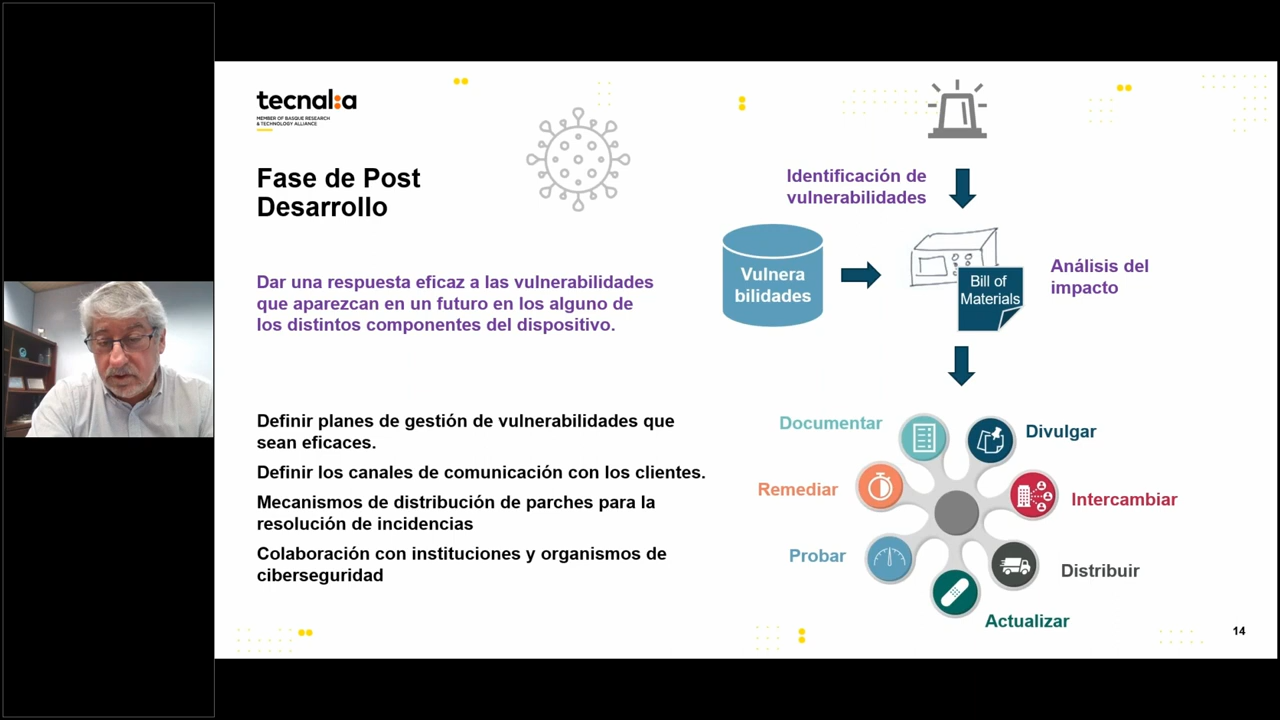 tecnal:a
MEMBER OF BASQUE RESEARCH
& TECHNOLOGY ALLIANCE
Fase de Post
Desarrollo
Dar una respuesta eficaz a las vulnerabilidades
que aparezcan en un futuro en los alguno de
los distintos componentes del dispositivo.
Definir planes de gestión de vulnerabilidades que
sean eficaces.
Definir los canales de comunicación con los clientes.
Mecanismos de distribución de parches para la
resolución de incidencias
Colaboración con instituciones y organismos de
ciberseguridad
Identificación de
vulnerabilidades
Vulnera
bilidades
Bill of
Materials
Análisis del
impacto
Documentar
Divulgar
Remediar
Intercambiar
Probar
Distribuir
Actualizar
14